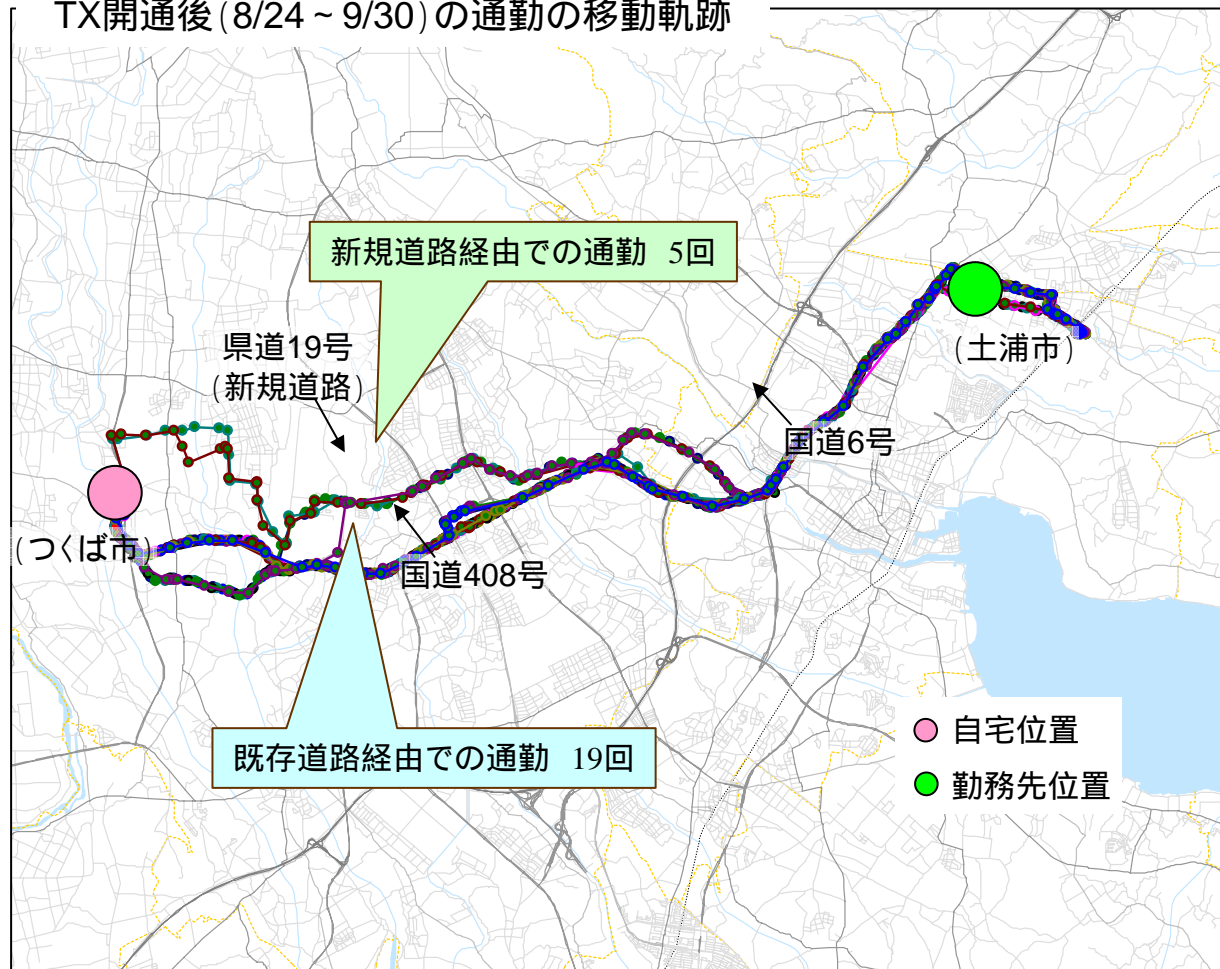 TX開通後(8/24～9/30)の通勤の移動軌跡
新規道路経由での通勤 5回
県道19号
(新規道路)
(土浦市)
国道6号
(つくば市)
国道408号
既存道路経由での通勤 19回
自宅位置
勤務先位置